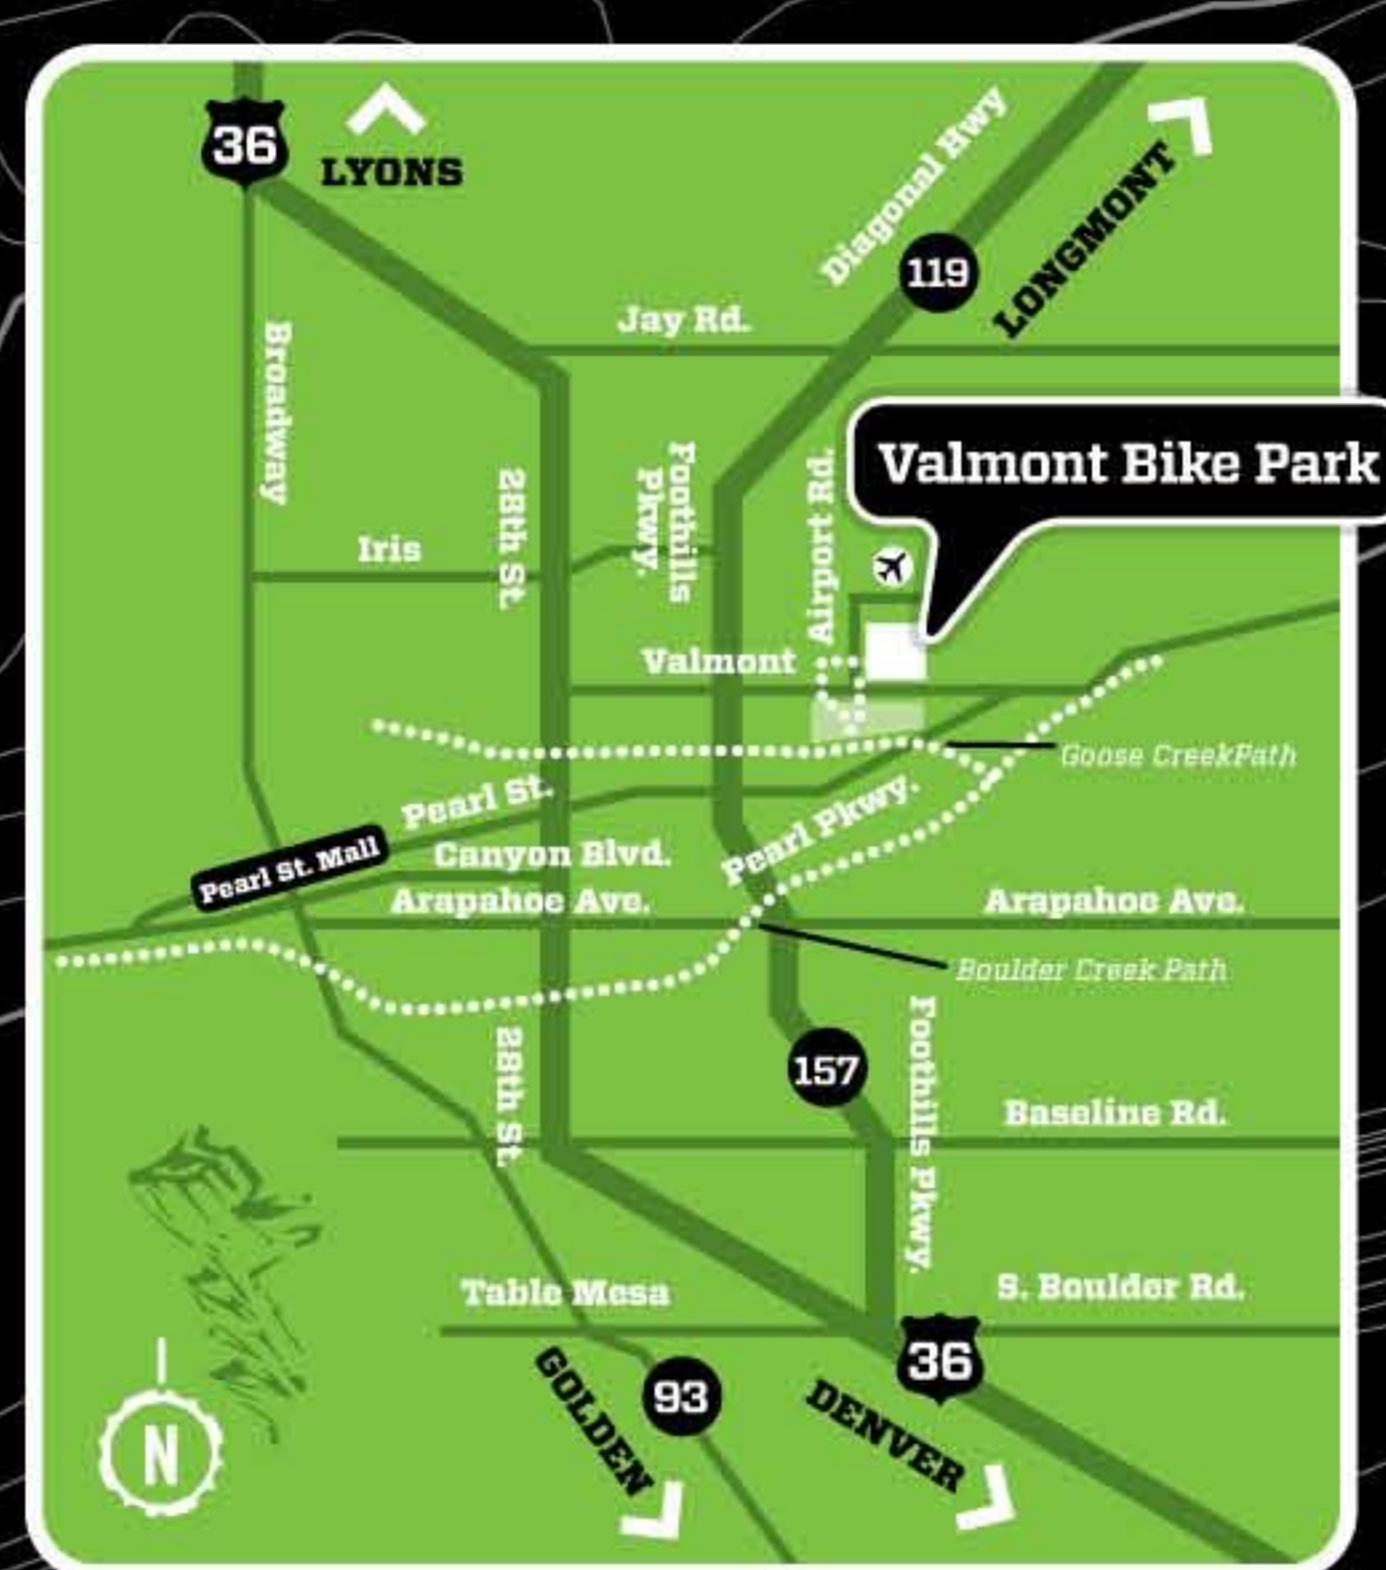 36
LYONS
Diagonal Hwy
119
LONGMONT
Jay Rd.
Broadway
Valmont Bike Park
28th St.
Foothills
Pkwy.
Airport Rd.
Iris
Valmont
Goose CreekPath
Pearl St.
Pearl Pkwy.
Pearl St. Mall
Canyon Blvd.
Arapahoe Ave.
Arapahoe Ave.
Boulder Creek Path
28th St.
157
Foothills Pkwy.
Baseline Rd.
Table Mesa
S. Boulder Rd.
36
GOLDEN
93
DENVER
N